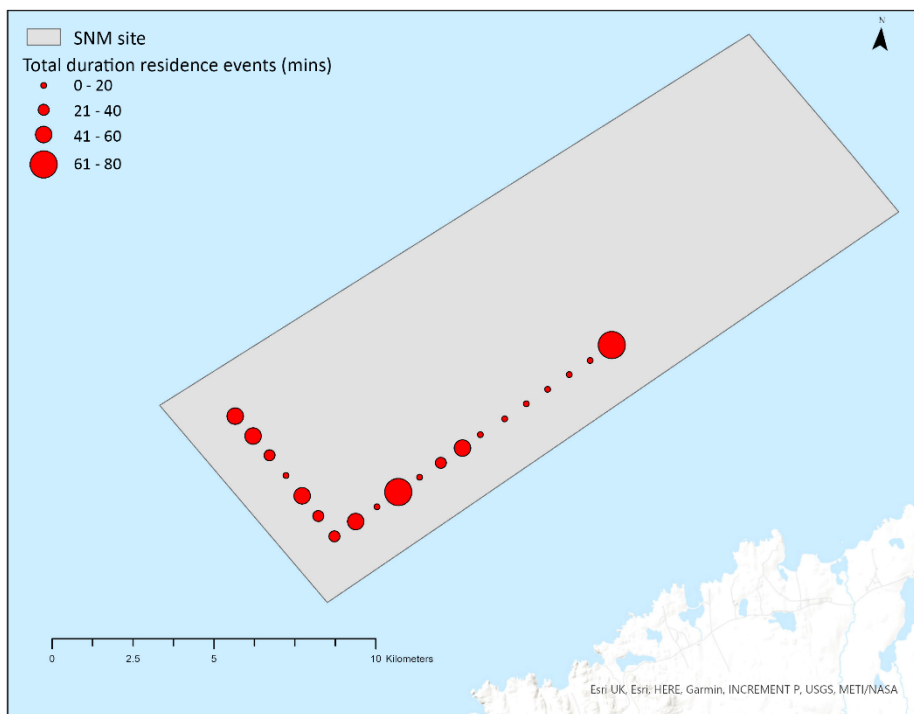 N
SNM site
Total duration residence events (mins)
0 - 20
21 - 40
41 - 60
61 - 80
0 2.5 5 10 Kilometers
Esri UK, Esri, HERE, Garmin, INCREMENT P, USGS, METI/NASA